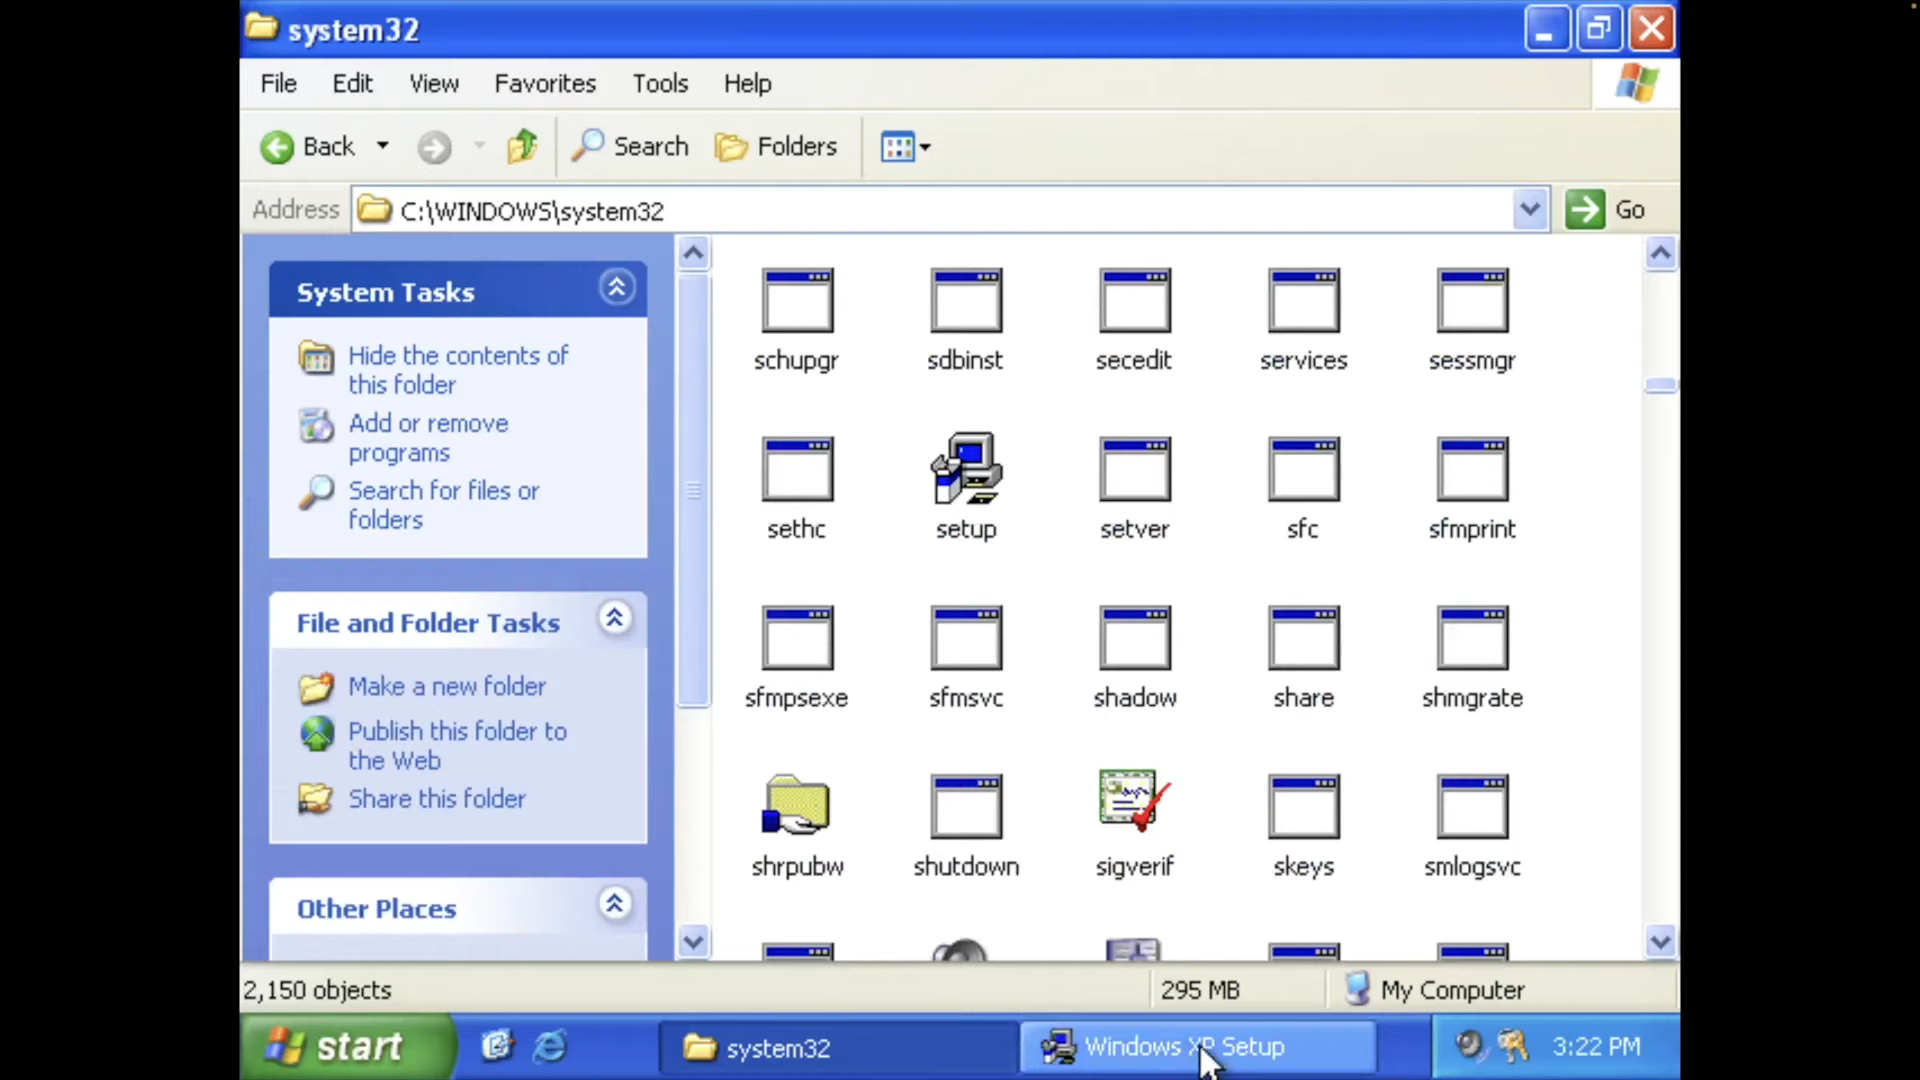 system32
File Edit View Favorites Tools Help
Back Search Folders
Address C:\WINDOWS\system32 Go
System Tasks
Hide the contents of
this folder
Add or remove
programs
Search for files or
folders
File and Folder Tasks
Make a new folder
Publish this folder to
the Web
Share this folder
Other Places
schupgr sdbinst secedit services sessmgr
sethc setup setver sfc sfmprint
sfmpsexe sfmsvc shadow share shmgrate
shrpubw shutdown sigverif skeys smlogsvc
2,150 objects 295 MB My Computer
start system32 Windows XP Setup 3:22 PM